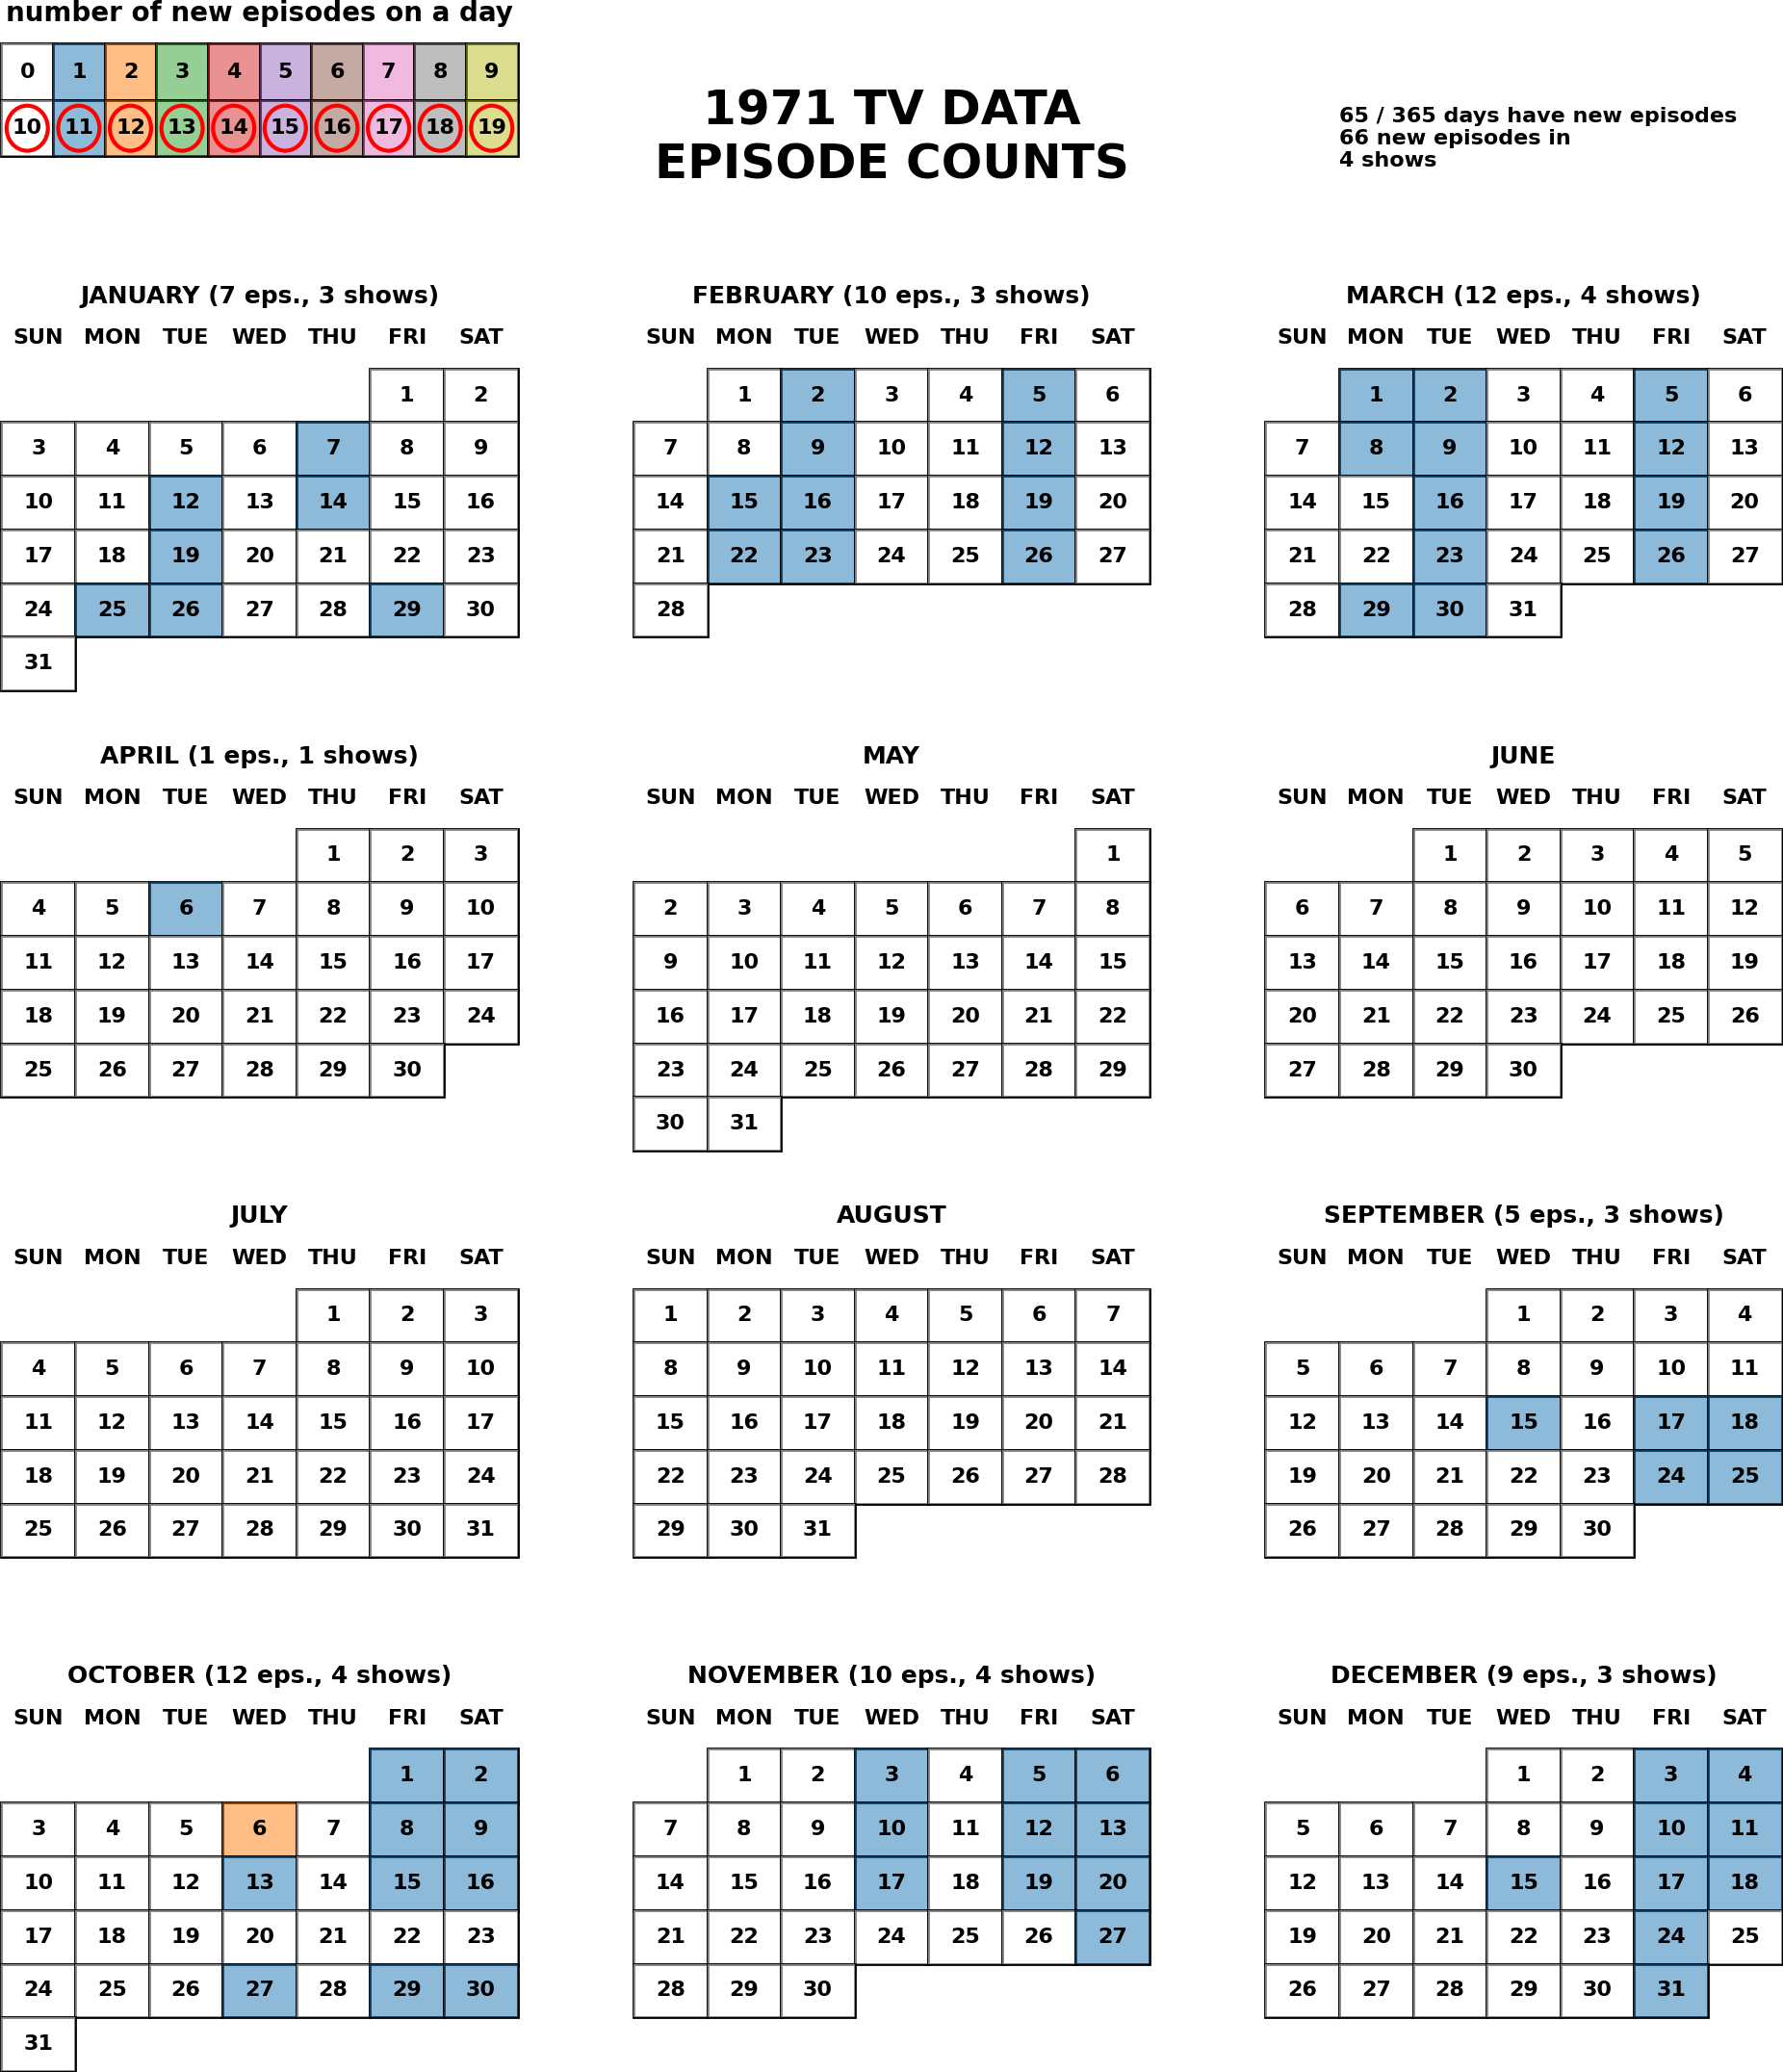 number of new episodes on a day
0 1 2 3 4 5 6 7 8 9
10 11 12 13 14 15 16 17 18 19
1971 TV DATA
EPISODE COUNTS
65 / 365 days have new episodes
66 new episodes in
4 shows
JANUARY (7 eps., 3 shows)
SUN MON TUE WED THU FRI SAT
1 2
3 4 5 6 7 8 9
10 11 12 13 14 15 16
17 18 19 20 21 22 23
24 25 26 27 28 29 30
31
FEBRUARY (10 eps., 3 shows)
SUN MON TUE WED THU FRI SAT
1 2 3 4 5 6
7 8 9 10 11 12 13
14 15 16 17 18 19 20
21 22 23 24 25 26 27
28
MARCH (12 eps., 4 shows)
SUN MON TUE WED THU FRI SAT
1 2 3 4 5 6
7 8 9 10 11 12 13
14 15 16 17 18 19 20
21 22 23 24 25 26 27
28 29 30 31
APRIL (1 eps., 1 shows)
SUN MON TUE WED THU FRI SAT
1 2 3
4 5 6 7 8 9 10
11 12 13 14 15 16 17
18 19 20 21 22 23 24
25 26 27 28 29 30
MAY
SUN MON TUE WED THU FRI SAT
1
2 3 4 5 6 7 8
9 10 11 12 13 14 15
16 17 18 19 20 21 22
23 24 25 26 27 28 29
30 31
JUNE
SUN MON TUE WED THU FRI SAT
1 2 3 4 5
6 7 8 9 10 11 12
13 14 15 16 17 18 19
20 21 22 23 24 25 26
27 28 29 30
JULY
SUN MON TUE WED THU FRI SAT
1 2 3
4 5 6 7 8 9 10
11 12 13 14 15 16 17
18 19 20 21 22 23 24
25 26 27 28 29 30 31
AUGUST
SUN MON TUE WED THU FRI SAT
1 2 3 4 5 6 7
8 9 10 11 12 13 14
15 16 17 18 19 20 21
22 23 24 25 26 27 28
29 30 31
SEPTEMBER (5 eps., 3 shows)
SUN MON TUE WED THU FRI SAT
1 2 3 4
5 6 7 8 9 10 11
12 13 14 15 16 17 18
19 20 21 22 23 24 25
26 27 28 29 30
OCTOBER (12 eps., 4 shows)
SUN MON TUE WED THU FRI SAT
1 2
3 4 5 6 7 8 9
10 11 12 13 14 15 16
17 18 19 20 21 22 23
24 25 26 27 28 29 30
31
NOVEMBER (10 eps., 4 shows)
SUN MON TUE WED THU FRI SAT
1 2 3 4 5 6
7 8 9 10 11 12 13
14 15 16 17 18 19 20
21 22 23 24 25 26 27
28 29 30
DECEMBER (9 eps., 3 shows)
SUN MON TUE WED THU FRI SAT
1 2 3 4
5 6 7 8 9 10 11
12 13 14 15 16 17 18
19 20 21 22 23 24 25
26 27 28 29 30 31